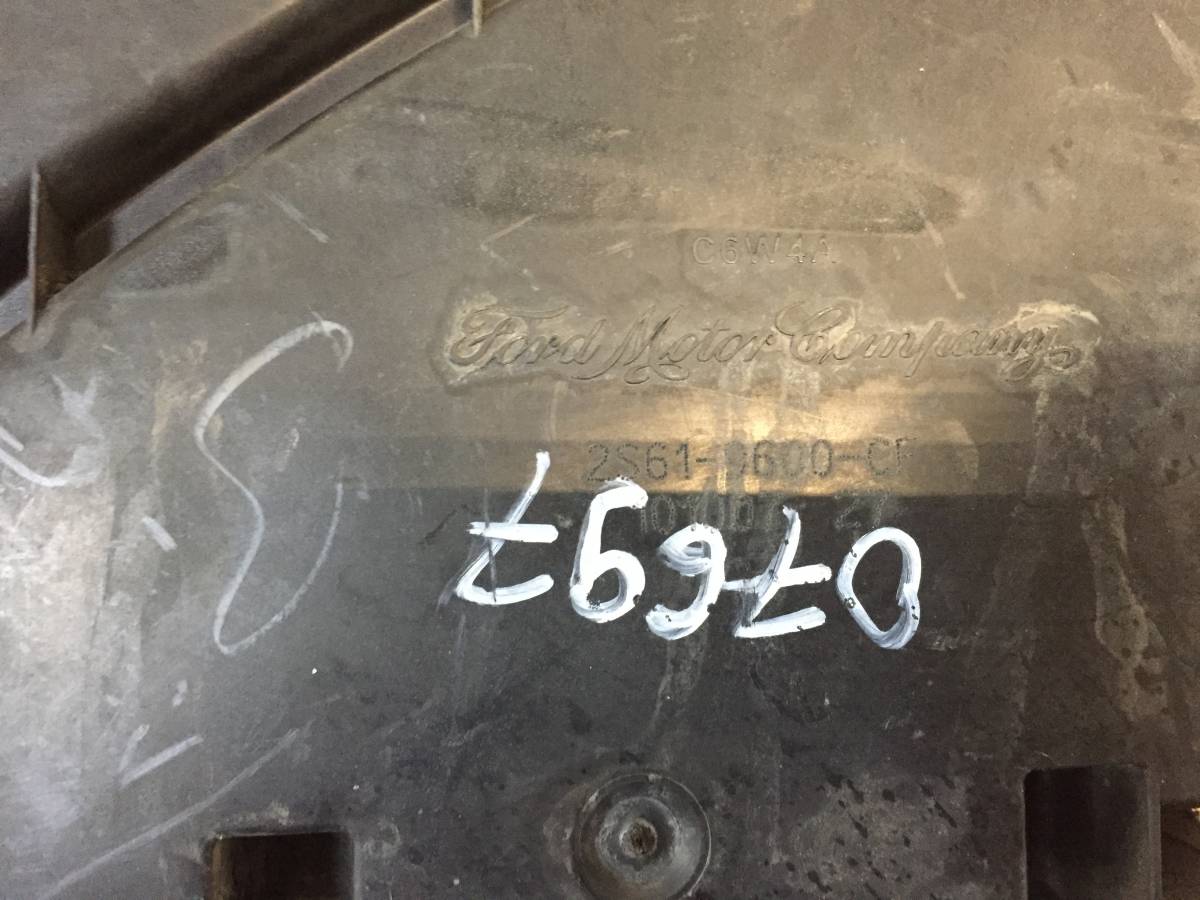 C6W4A
Ford Motor Company
2S61-9600-CF
07697